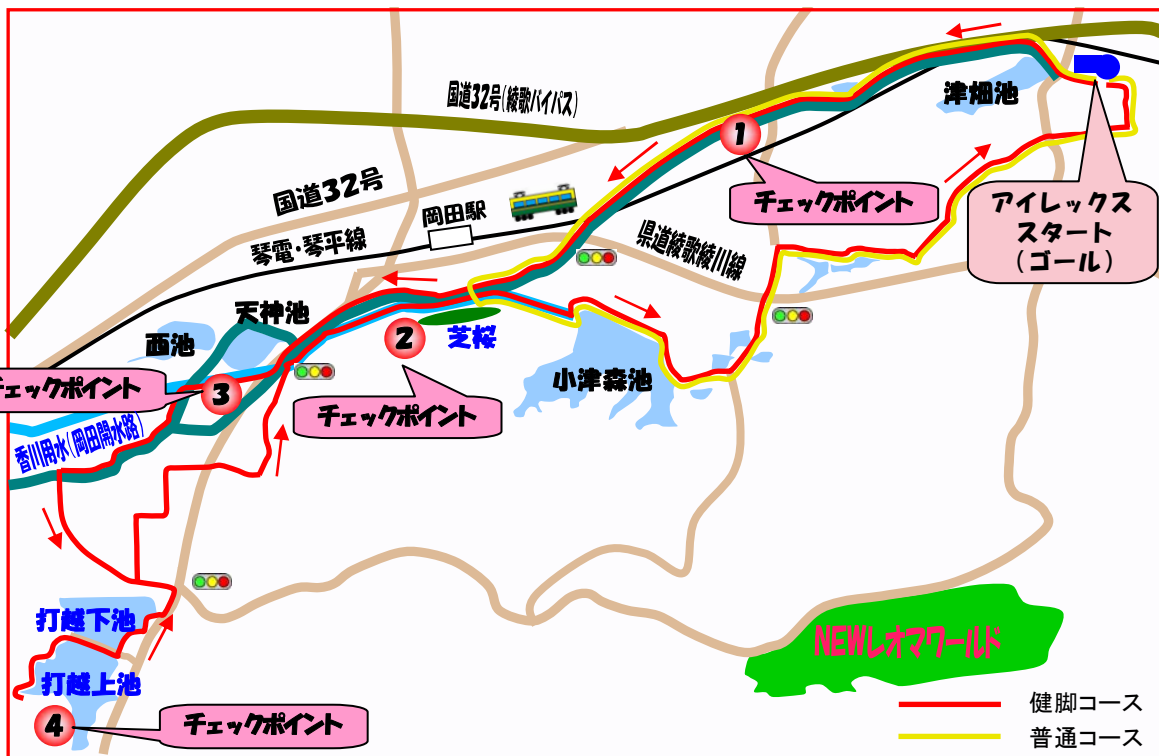 国道32号(綾歌バイパス)
津畑池
1
チェックポイント
アイレックス
スタート
(ゴール)
国道32号
岡田駅
琴電・琴平線
県道綾歌綾川線
天神池
西池
2
芝桜
小津森池
チェックポイント
3
チェックポイント
香川用水(岡田開水路)
打越下池
打越上池
4
チェックポイント
NEWレオマワールド
健脚コース
普通コース